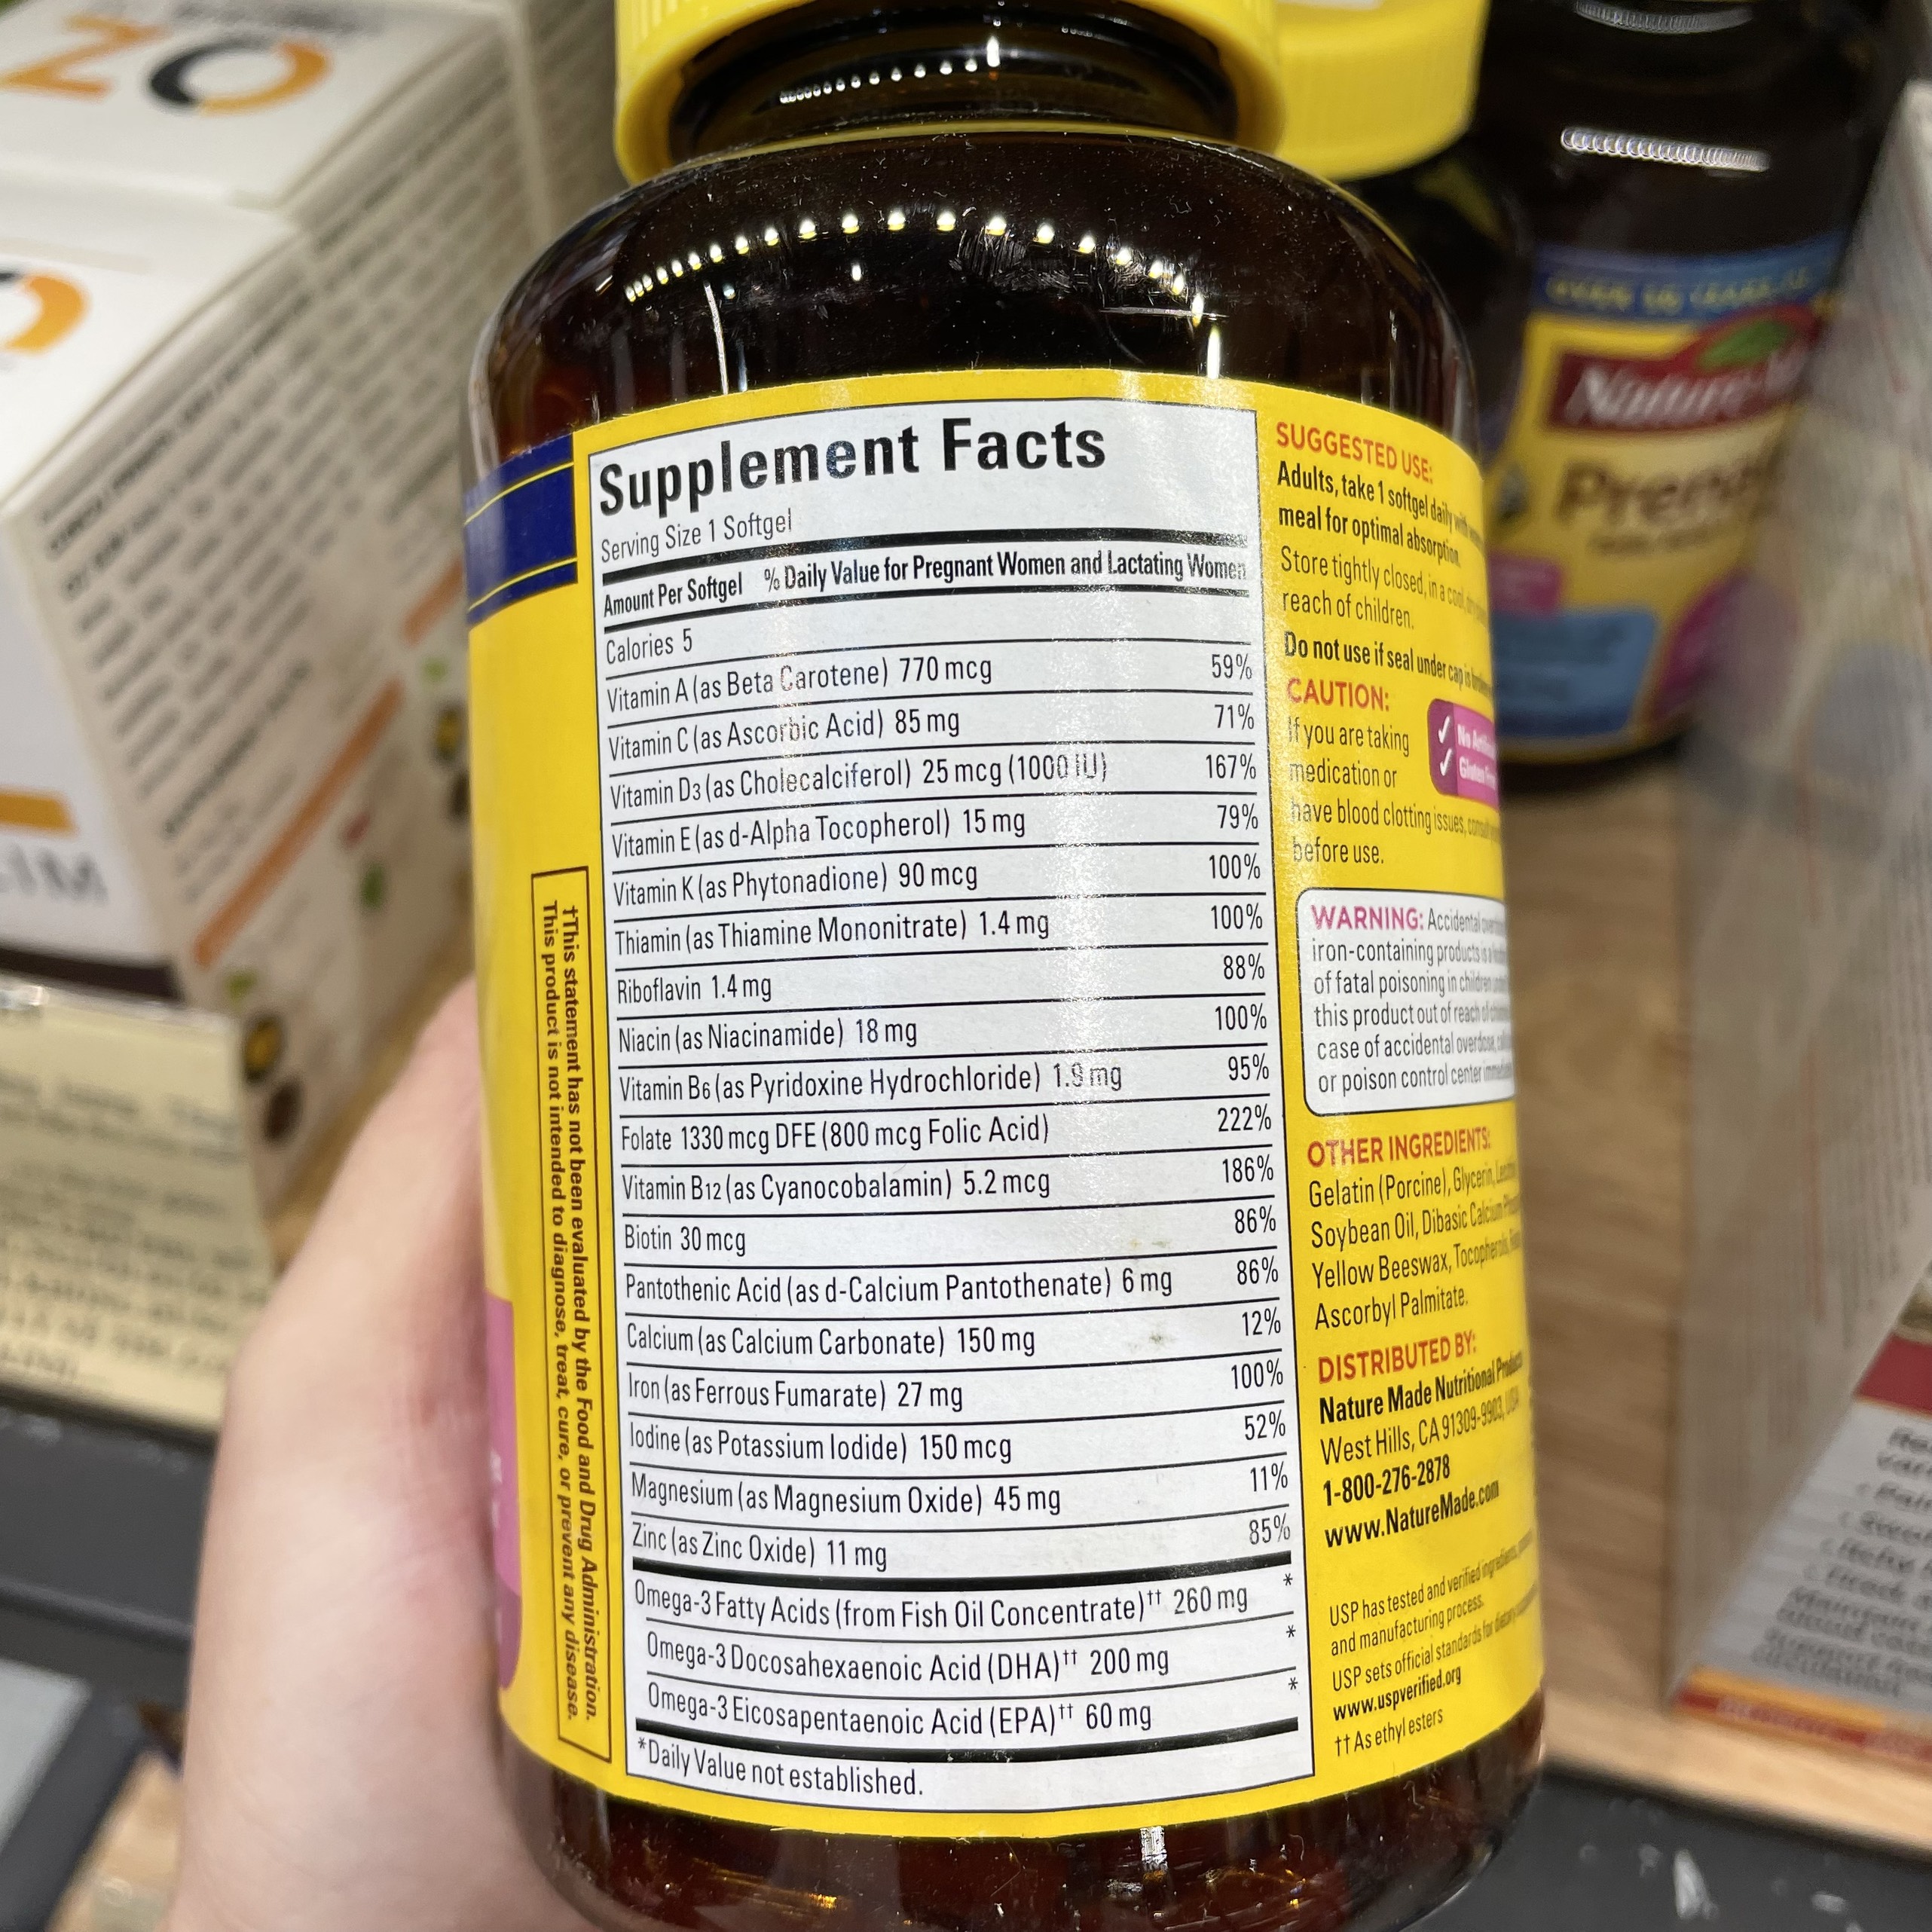 Supplement Facts
Serving Size 1 Softgel
Amount Per Softgel % Daily Value for Pregnant Women and Lactating Women
Calories 5
Vitamin A (as Beta Carotene) 770 mcg 59%
Vitamin C (as Ascorbic Acid) 85 mg 71%
Vitamin D3 (as Cholecalciferol) 25 mcg (1000 IU) 167%
Vitamin E (as d-Alpha Tocopherol) 15 mg 79%
Vitamin K (as Phytonadione) 90 mcg 100%
Thiamin (as Thiamine Mononitrate) 1.4 mg 100%
Riboflavin 1.4 mg 88%
Niacin (as Niacinamide) 18 mg 100%
Vitamin B6 (as Pyridoxine Hydrochloride) 1.9 mg 95%
Folate 1330 mcg DFE (800 mcg Folic Acid) 222%
Vitamin B12 (as Cyanocobalamin) 5.2 mcg 186%
Biotin 30 mcg 86%
Pantothenic Acid (as d-Calcium Pantothenate) 6 mg 86%
Calcium (as Calcium Carbonate) 150 mg 12%
Iron (as Ferrous Fumarate) 27 mg 100%
Iodine (as Potassium Iodide) 150 mcg 52%
Magnesium (as Magnesium Oxide) 45 mg 11%
Zinc (as Zinc Oxide) 11 mg 85%
Omega-3 Fatty Acids (from Fish Oil Concentrate)†† 260 mg *
Omega-3 Docosahexaenoic Acid (DHA)†† 200 mg *
Omega-3 Eicosapentaenoic Acid (EPA)†† 60 mg *
*Daily Value not established.
†This statement has not been evaluated by the Food and Drug Administration.
This product is not intended to diagnose, treat, cure, or prevent any disease.
SUGGESTED USE:
Adults, take 1 softgel daily with
meal for optimal absorption.
Store tightly closed, in a cool,
reach of children.
Do not use if seal under cap is
CAUTION:
If you are taking
medication or
have blood clotting issues,
before use.
✓ No
✓ Gluten
WARNING: Accidental
iron-containing products is a
of fatal poisoning in children
this product out of reach of
case of accidental overdose,
or poison control center
OTHER INGREDIENTS:
Gelatin (Porcine), Glycerin,
Soybean Oil, Dibasic Calcium
Yellow Beeswax, Tocopherols,
Ascorbyl Palmitate.
DISTRIBUTED BY:
Nature Made Nutritional Products
West Hills, CA 91309-9903, USA
1-800-276-2878
www.NatureMade.com
USP has tested and verified ingredients,
and manufacturing process.
USP sets official standards for dietary
www.uspverified.org
††As ethyl esters
ZO
Nature